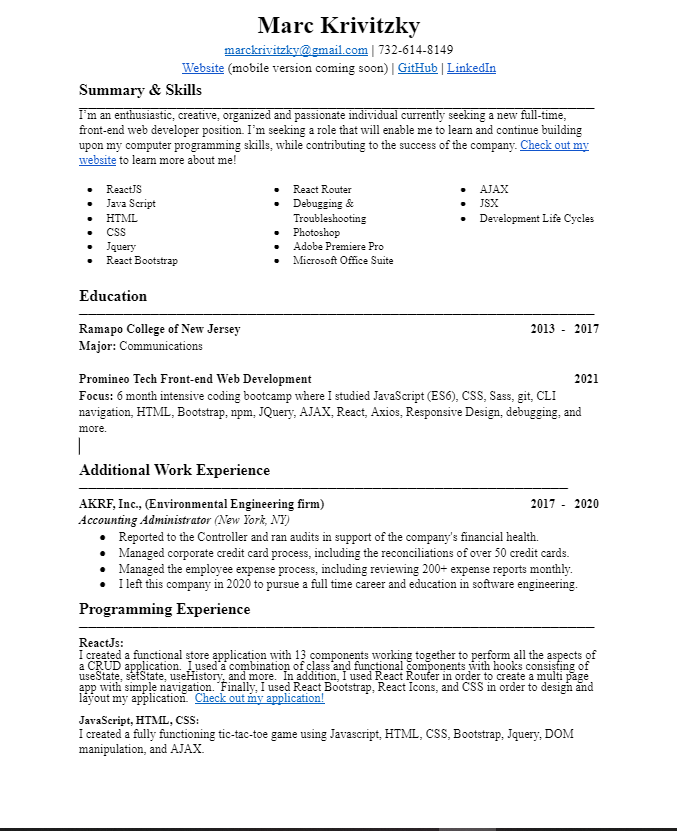 Marc Krivitzky
marckrivitzky@gmail.com | 732-614-8149
Website (mobile version coming soon) | GitHub | LinkedIn
Summary & Skills
I'm an enthusiastic, creative, organized and passionate individual currently seeking a new full-time,
front-end web developer position. I'm seeking a role that will enable me to learn and continue building
upon my computer programming skills, while contributing to the success of the company. Check out my
website to learn more about me!
● ReactJS
● Java Script
● HTML
● CSS
● Jquery
● React Bootstrap
● React Router
● Debugging &
Troubleshooting
● Photoshop
● Adobe Premiere Pro
● Microsoft Office Suite
● AJAX
● JSX
● Development Life Cycles
Education
Ramapo College of New Jersey 2013 - 2017
Major: Communications
Promineo Tech Front-end Web Development 2021
Focus: 6 month intensive coding bootcamp where I studied JavaScript (ES6), CSS, Sass, git, CLI
navigation, HTML, Bootstrap, npm, JQuery, AJAX, React, Axios, Responsive Design, debugging, and
more.
Additional Work Experience
AKRF, Inc., (Environmental Engineering firm) 2017 - 2020
Accounting Administrator (New York, NY)
● Reported to the Controller and ran audits in support of the company's financial health.
● Managed corporate credit card process, including the reconciliations of over 50 credit cards.
● Managed the employee expense process, including reviewing 200+ expense reports monthly.
● I left this company in 2020 to pursue a full time career and education in software engineering.
Programming Experience
ReactJs:
I created a functional store application with 13 components working together to perform all the aspects of
a CRUD application. I used a combination of class and functional components with hooks consisting of
useState, setState, useHistory, and more. In addition, I used React Router in order to create a multi page
app with simple navigation. Finally, I used React Bootstrap, React Icons, and CSS in order to design and
layout my application. Check out my application!
JavaScript, HTML, CSS:
I created a fully functioning tic-tac-toe game using Javascript, HTML, CSS, Bootstrap, Jquery, DOM
manipulation, and AJAX.